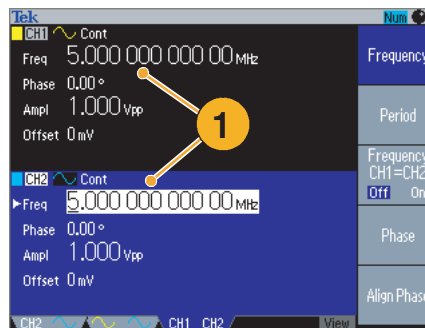 Tek
Num
CH1 Cont
Freq 5.000 000 000 00 MHz
Phase 0.00 °
Ampl 1.000 Vpp
Offset 0 mV
1
CH2 Cont
Freq 5.000 000 000 00 MHz
Phase 0.00 °
Ampl 1.000 Vpp
Offset 0 mV
CH2 CH1 CH2 View
Frequency
Period
Frequency
CH1=CH2
Off On
Phase
Align Phas